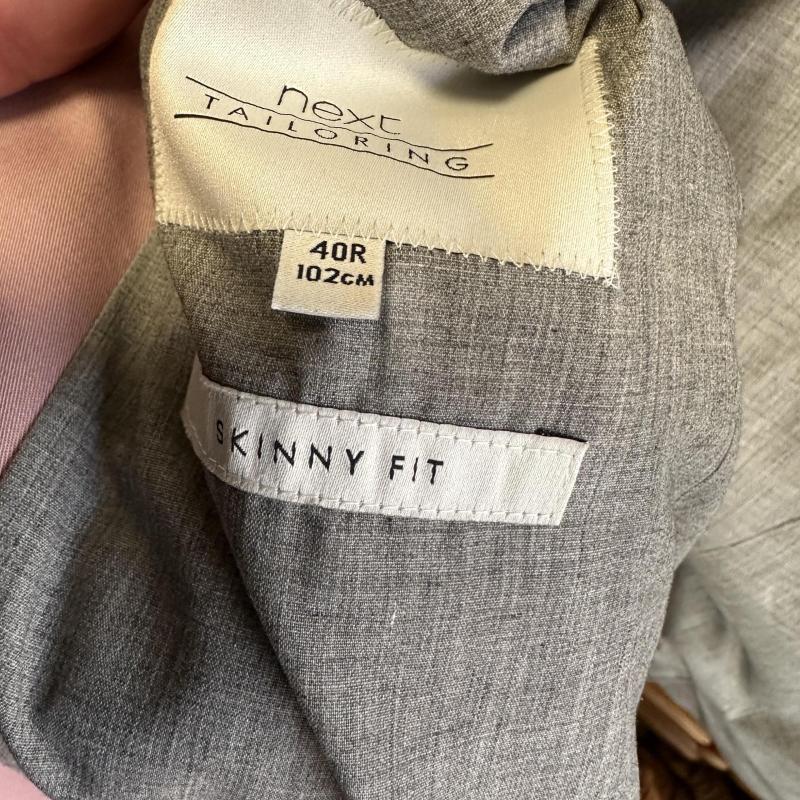 next
TAILORING
40R
102cM
SKINNY FIT